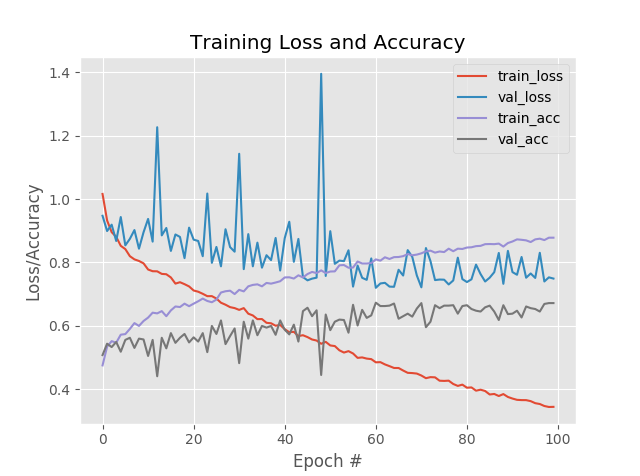 Training Loss and Accuracy
train_loss
val_loss
train_acc
val_acc
1.4
1.2
1.0
0.8
0.6
0.4
Loss/Accuracy
0 20 40 60 80 100
Epoch #